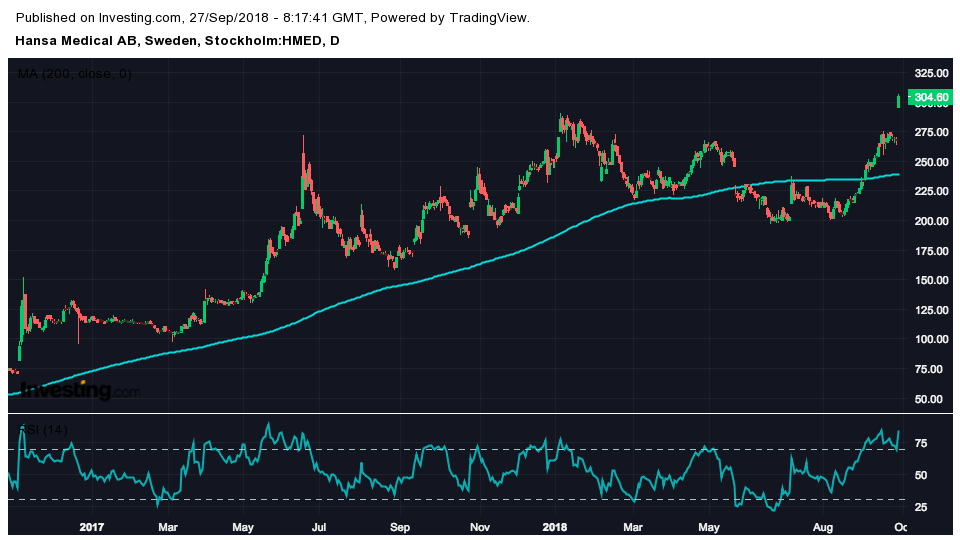 Published on Investing.com, 27/Sep/2018 - 8:17:41 GMT, Powered by TradingView.
Hansa Medical AB, Sweden, Stockholm:HMED, D
MA (200, close, 0)
325.00
304.60
300.00
275.00
250.00
225.00
200.00
175.00
150.00
125.00
100.00
75.00
50.00
Investing.com
RSI (14)
75
50
25
2017 Mar May Jul Sep Nov 2018 Mar May Aug Oc